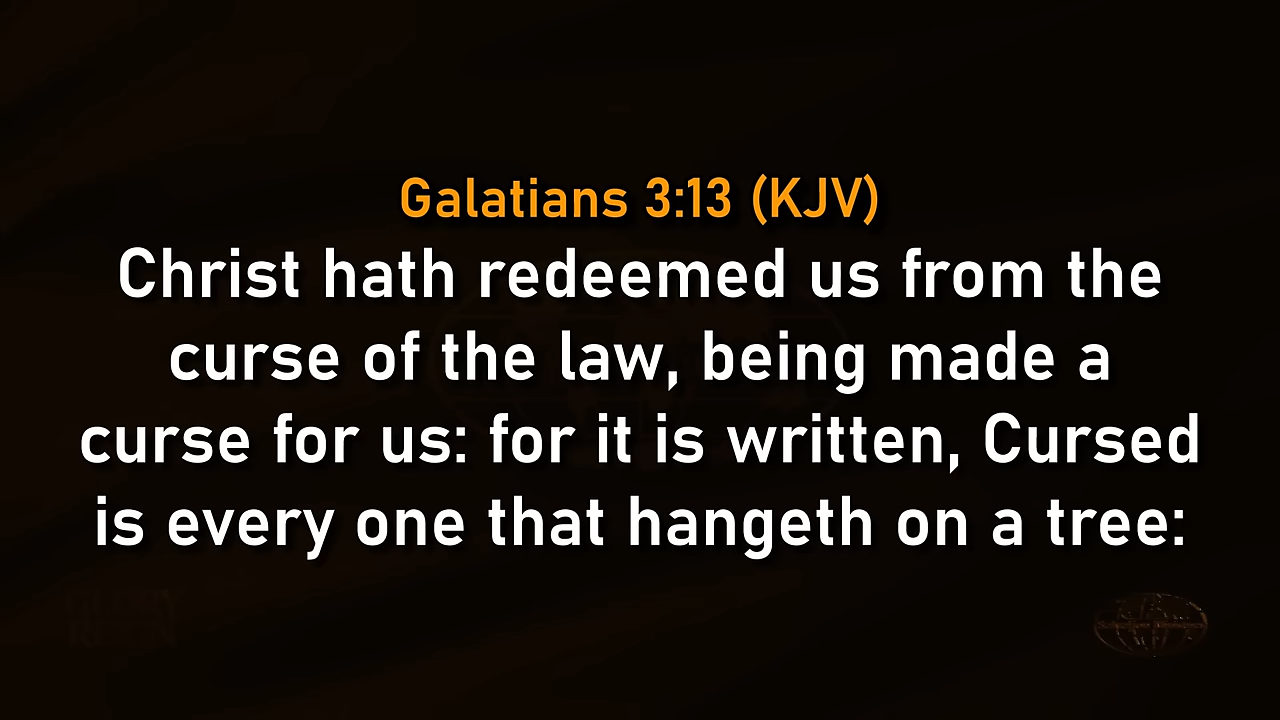 Galatians 3:13 (KJV)
Christ hath redeemed us from the
curse of the law, being made a
curse for us: for it is written, Cursed
is every one that hangeth on a tree: